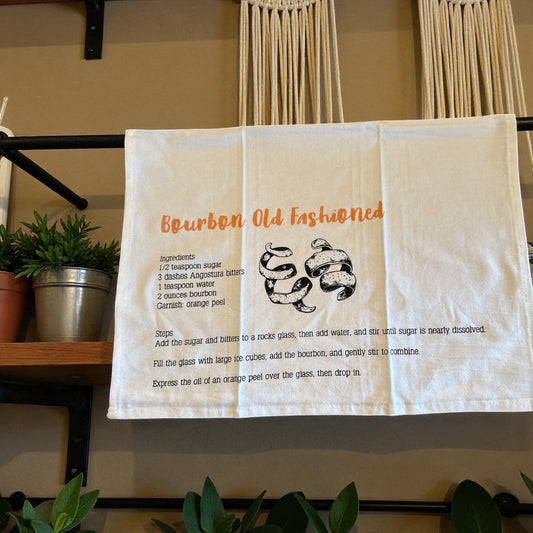 Bourbon Old Fashioned
Ingredients
1/2 teaspoon sugar
3 dashes Angostura bitters
1 teaspoon water
2 ounces bourbon
Garnish: orange peel
Steps
Add the sugar and bitters to a rocks glass, then add water, and stir until sugar is nearly dissolved.
Fill the glass with large ice cubes, add the bourbon, and gently stir to combine.
Express the oil of an orange peel over the glass, then drop in.